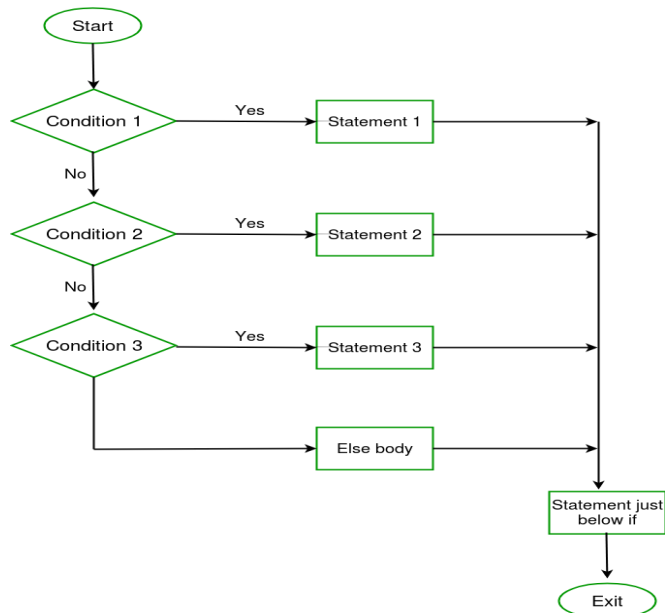 Start
Condition 1
Yes
Statement 1
No
Condition 2
Yes
Statement 2
No
Condition 3
Yes
Statement 3
Else body
Statement just
below if
Exit